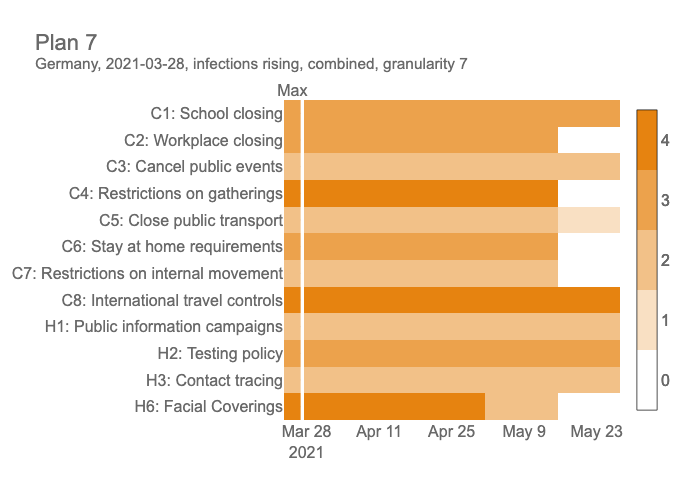 Plan 7
Germany, 2021-03-28, infections rising, combined, granularity 7
Max
C1: School closing
C2: Workplace closing
C3: Cancel public events
C4: Restrictions on gatherings
C5: Close public transport
C6: Stay at home requirements
C7: Restrictions on internal movement
C8: International travel controls
H1: Public information campaigns
H2: Testing policy
H3: Contact tracing
H6: Facial Coverings
Mar 28 Apr 11 Apr 25 May 9 May 23
2021
4
3
2
1
0